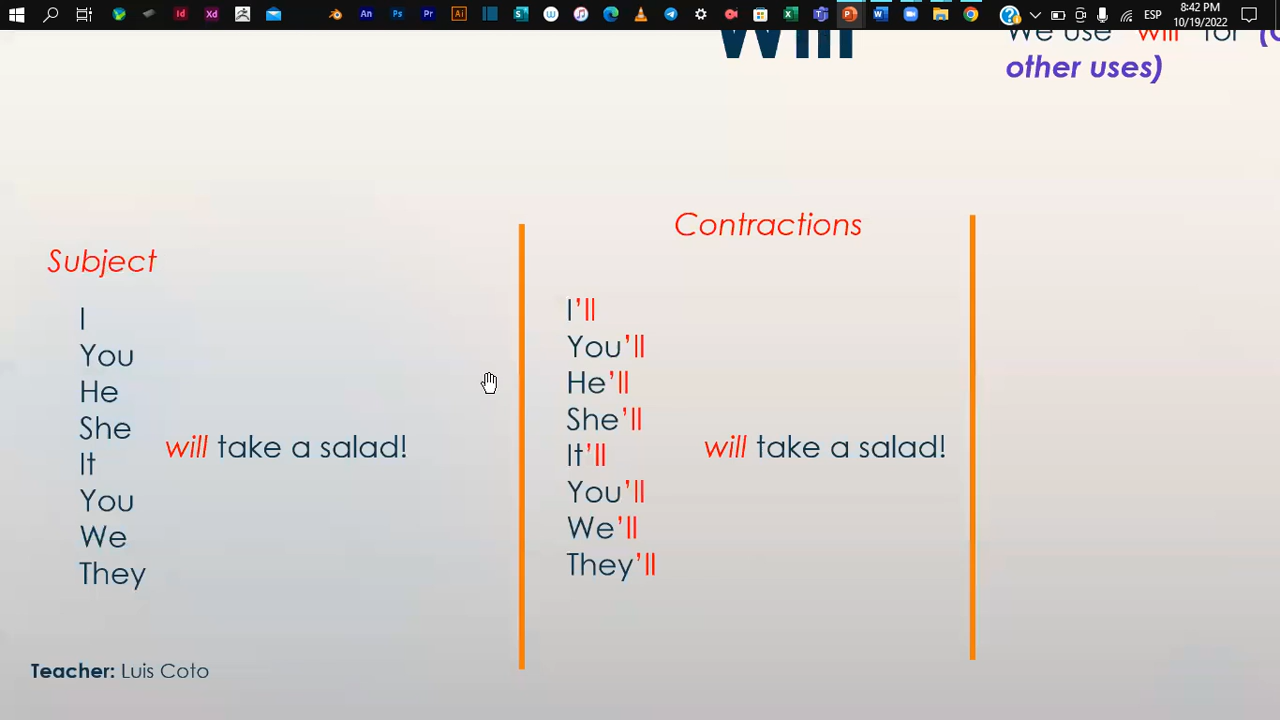 8:42 PM
ESP
10/19/2022
Will
We use "will" for (O
other uses)
Subject
I
You
He
She
It
You
We
They
will take a salad!
Contractions
I'll
You'll
He'll
She'll
It'll
You'll
We'll
They'll
will take a salad!
Teacher: Luis Coto